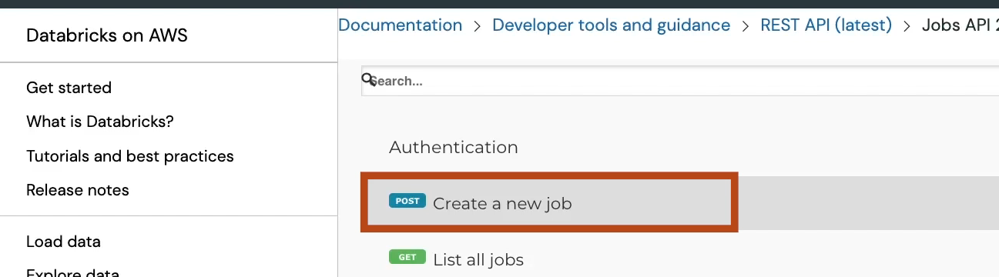 Databricks on AWS
Get started
What is Databricks?
Tutorials and best practices
Release notes
Load data
Explore data
Documentation > Developer tools and guidance > REST API (latest) > Jobs API 2
Search...
Authentication
POST Create a new job
GET List all jobs